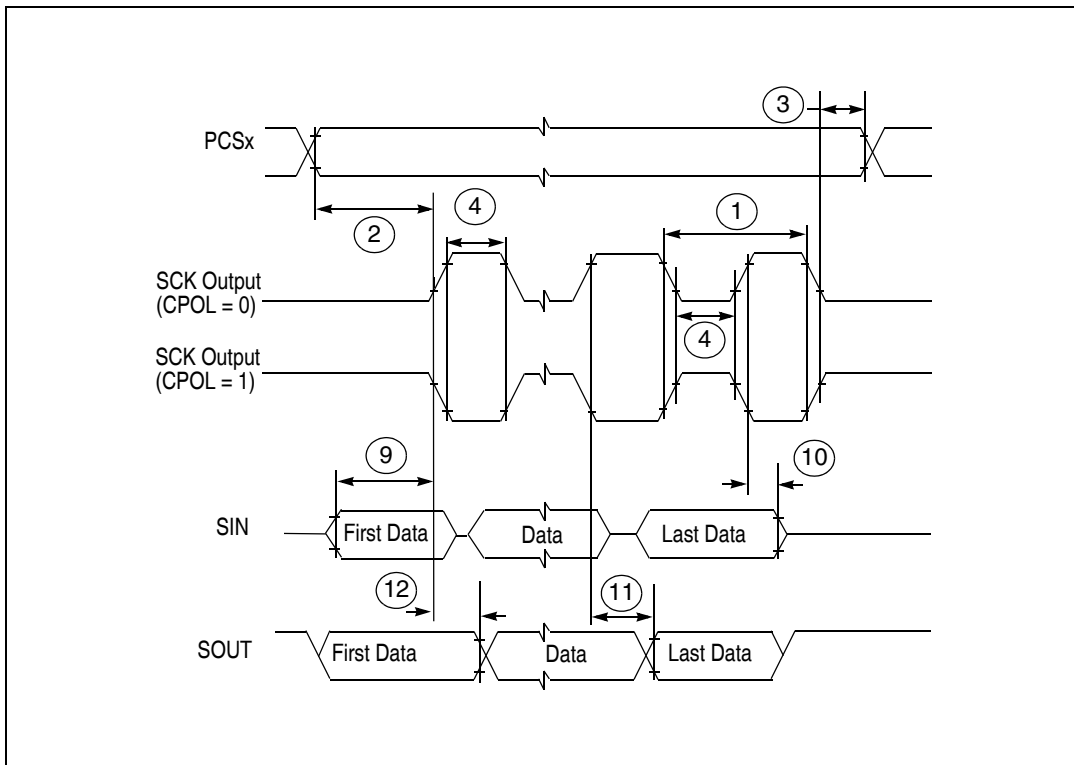 3
PCSx
2
4
1
SCK Output
(CPOL = 0)
4
SCK Output
(CPOL = 1)
9
10
SIN
First Data
Data
Last Data
12
11
SOUT
First Data
Data
Last Data